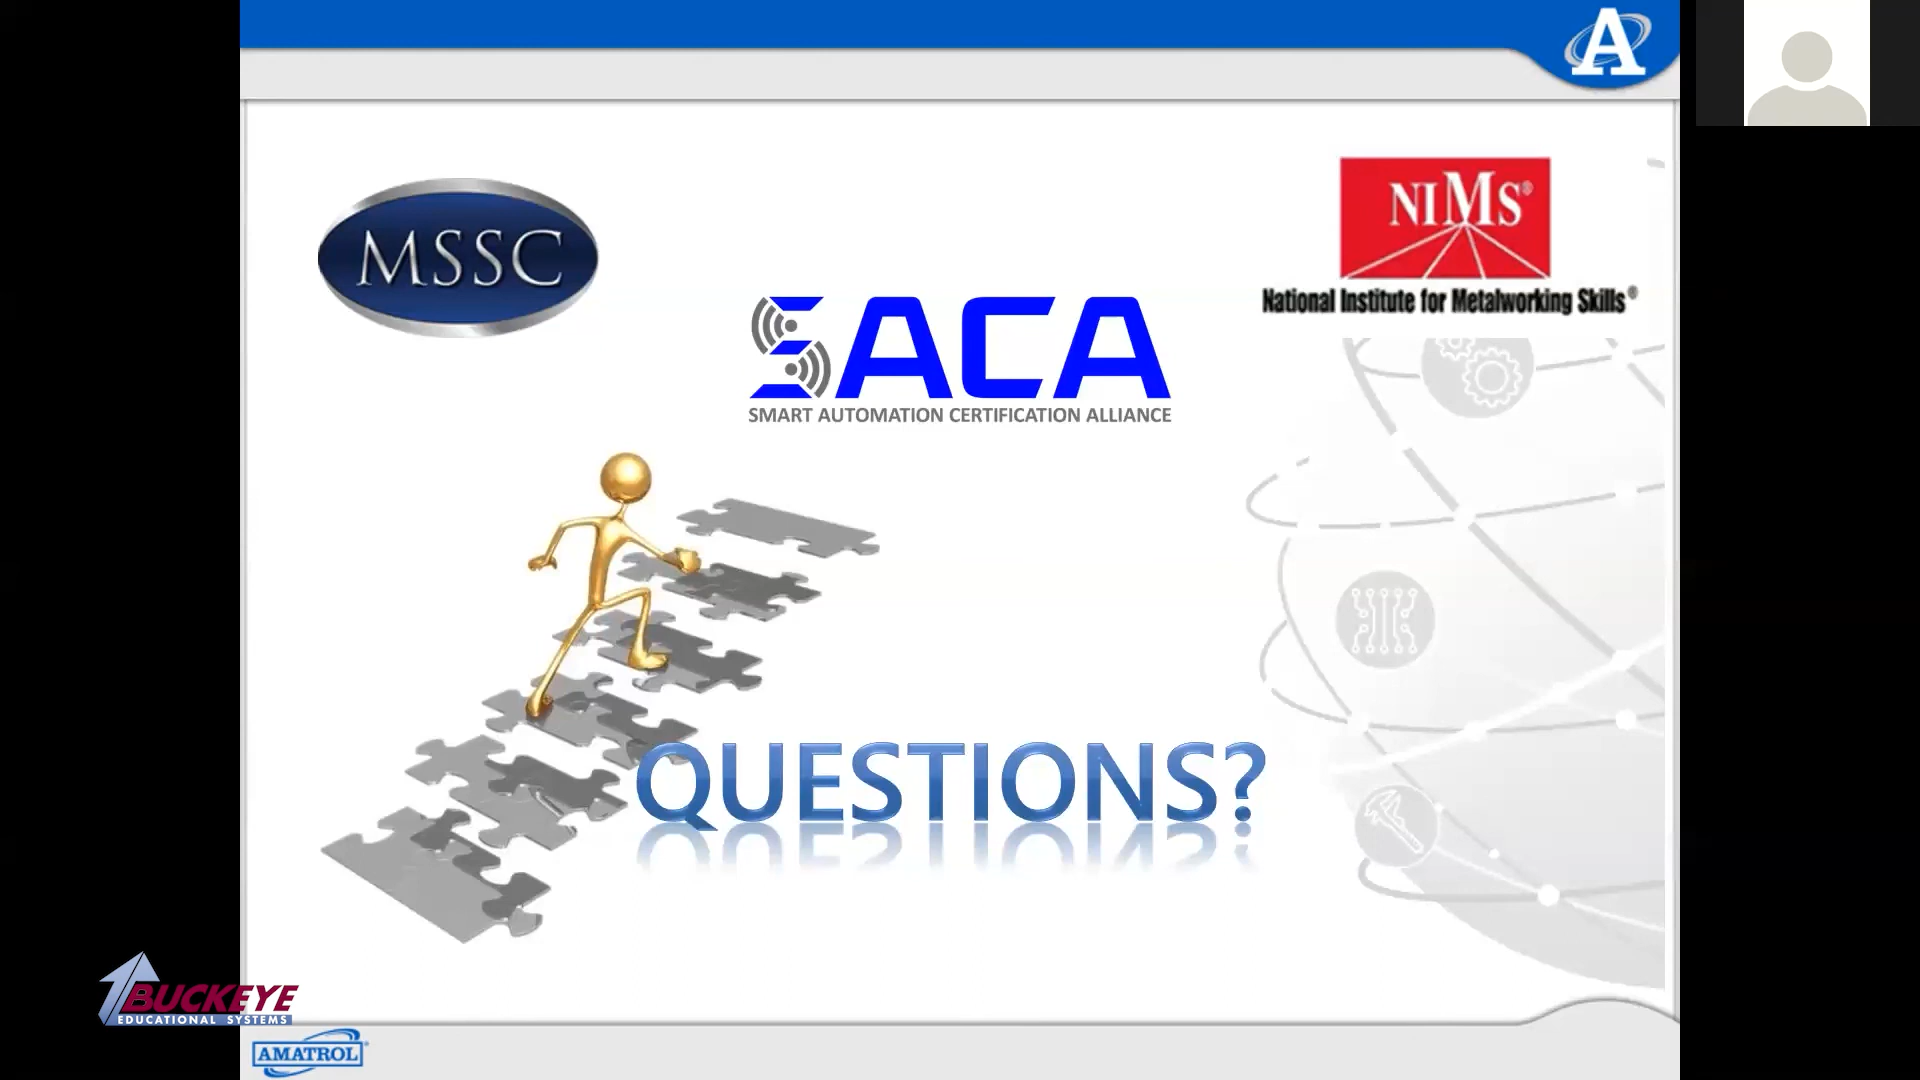 A
MSSC
NIMS®
National Institute for Metalworking Skills®
SACA
SMART AUTOMATION CERTIFICATION ALLIANCE
QUESTIONS?
BUCKEYE
EDUCATIONAL SYSTEMS
AMATROL®